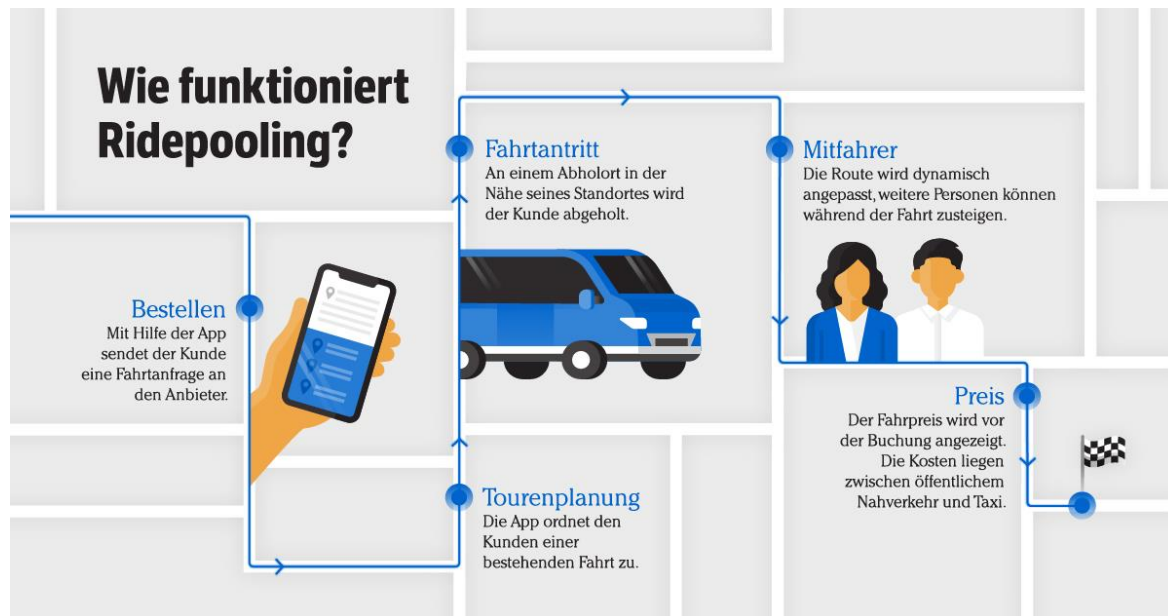 Wie funktioniert
Ridepooling?
Bestellen
Mit Hilfe der App
sendet der Kunde
eine Fahrtanfrage an
den Anbieter.
Tourenplanung
Die App ordnet den
Kunden einer
bestehenden Fahrt zu.
Fahrtantritt
An einem Abholort in der
Nähe seines Standortes wird
der Kunde abgeholt.
Mitfahrer
Die Route wird dynamisch
angepasst, weitere Personen können
während der Fahrt zusteigen.
Preis
Der Fahrpreis wird vor
der Buchung angezeigt.
Die Kosten liegen
zwischen öffentlichem
Nahverkehr und Taxi.